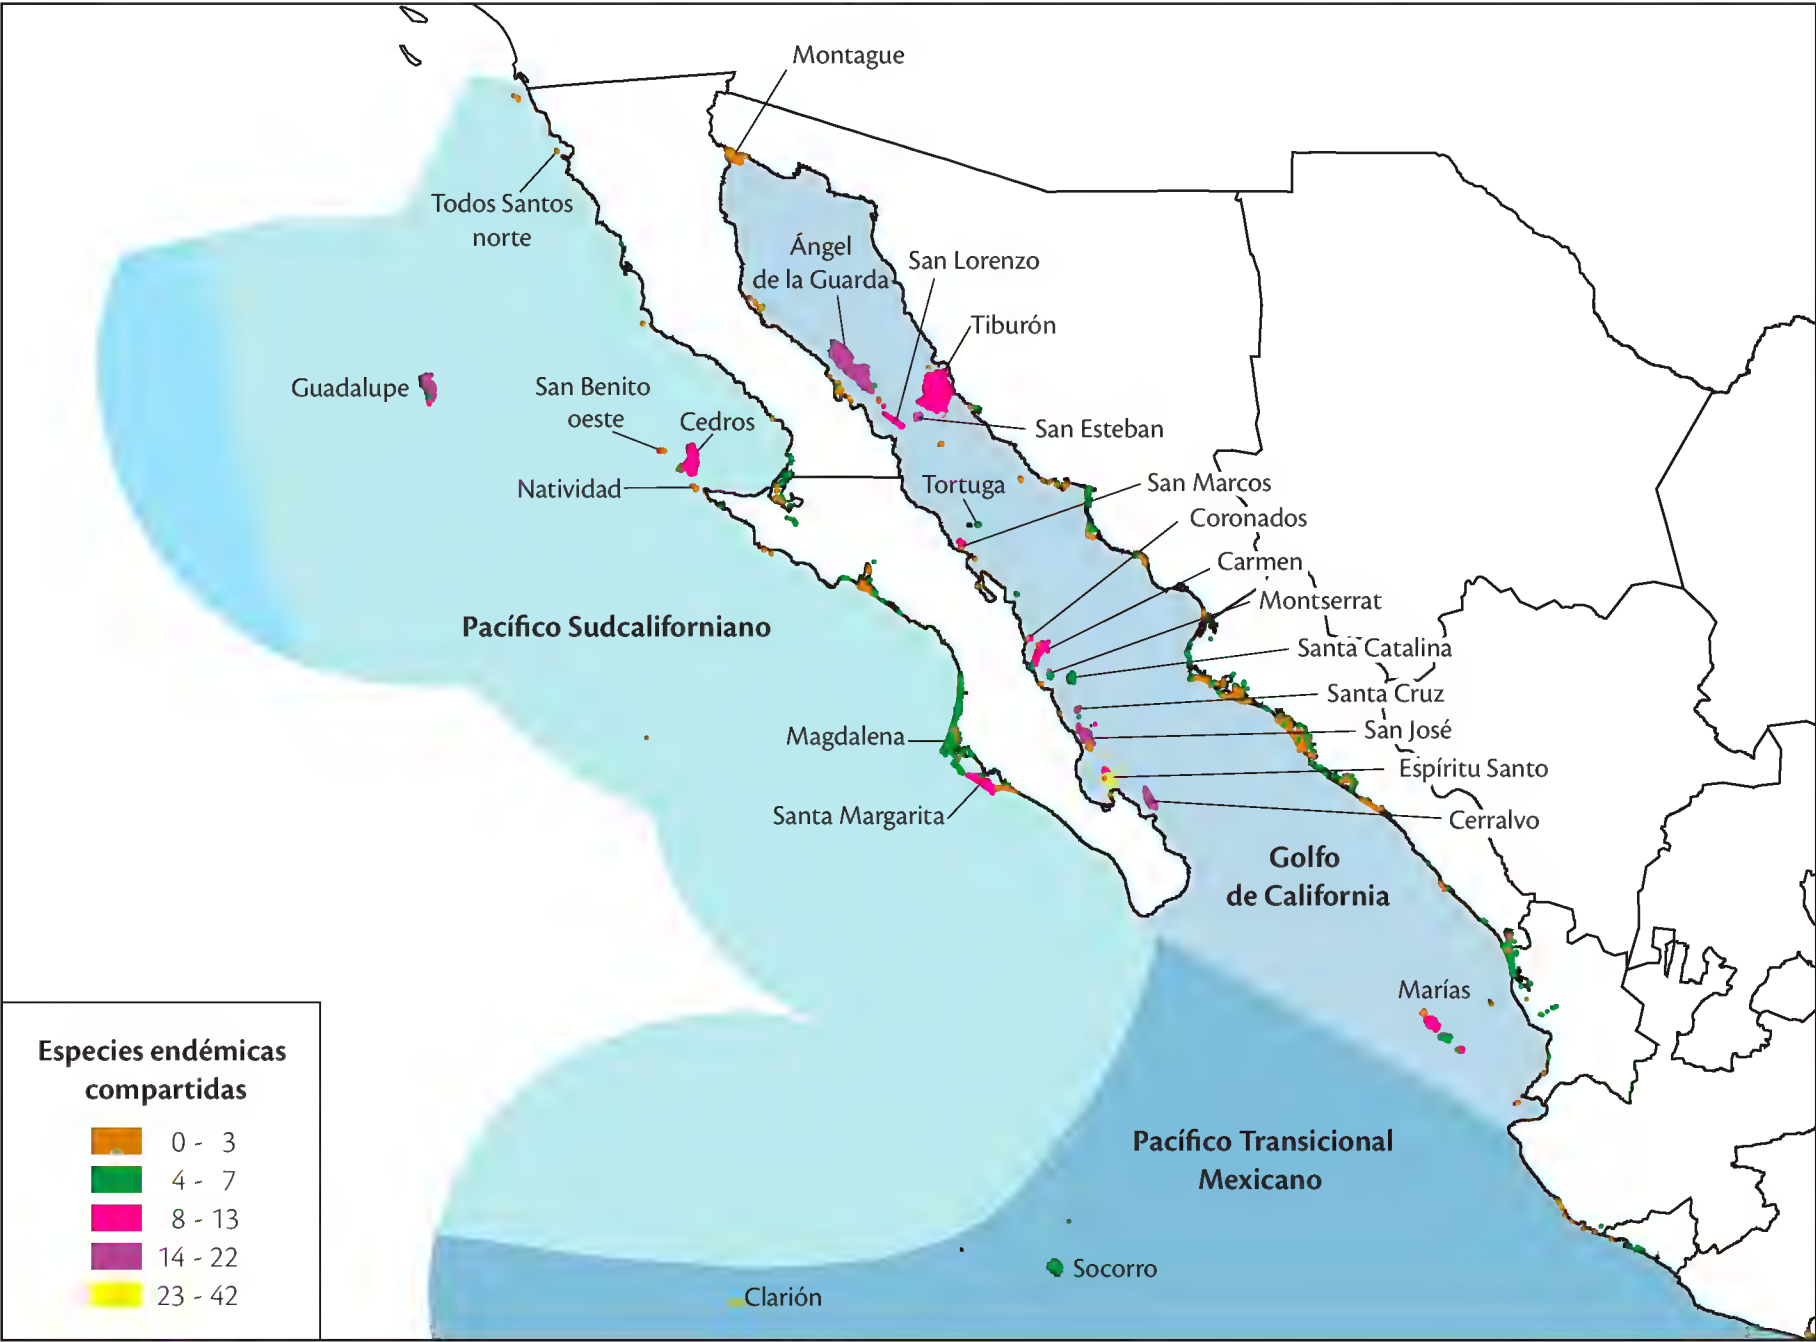 Montague
Todos Santos
norte
Ángel
de la Guarda
San Lorenzo
Tiburón
Guadalupe
San Benito
oeste
Cedros
San Esteban
Natividad
Tortuga
San Marcos
Coronados
Carmen
Montserrat
Pacífico Sudcaliforniano
Santa Catalina
Santa Cruz
San José
Magdalena
Espíritu Santo
Santa Margarita
Cerralvo
Golfo
de California
Marías
Pacífico Transicional
Mexicano
Socorro
Clarión
Especies endémicas
compartidas
0 - 3
4 - 7
8 - 13
14 - 22
23 - 42